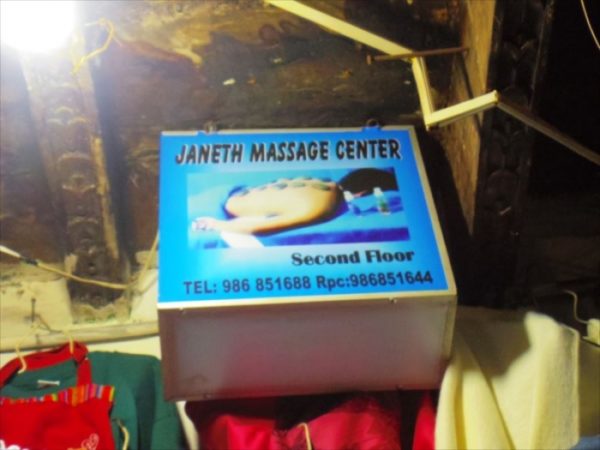 JANETH MASSAGE CENTER
Second Floor
TEL: 986 851688 Rpc:986851644